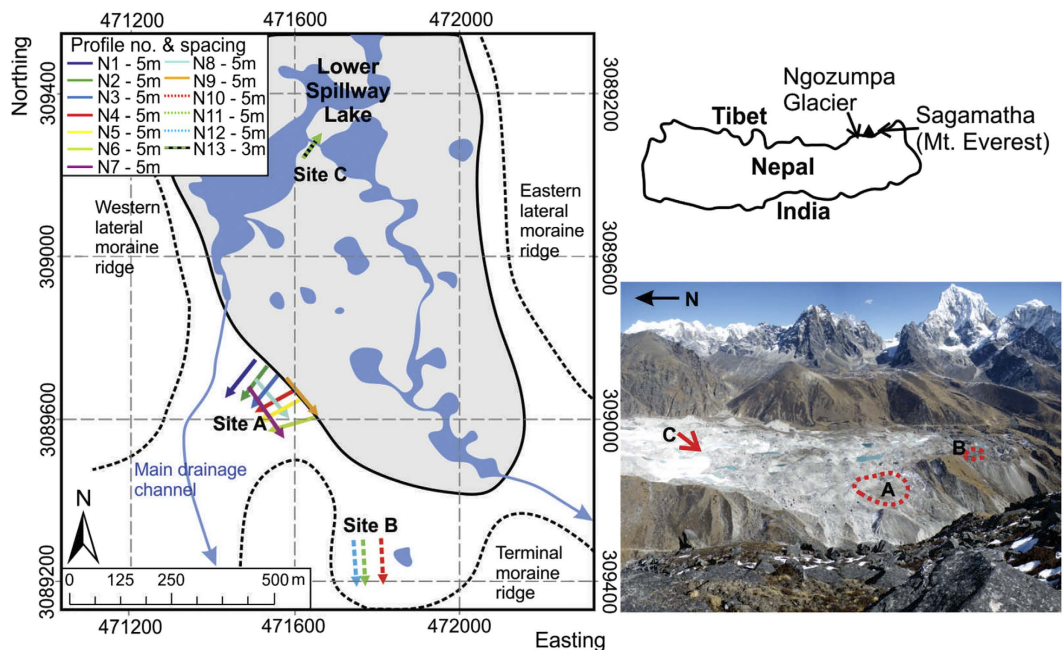 471200
471600
472000
Northing
Profile no. & spacing
N1 - 5m
N2 - 5m
N3 - 5m
N4 - 5m
N5 - 5m
N6 - 5m
N7 - 5m
N8 - 5m
N9 - 5m
N10 - 5m
N11 - 5m
N12 - 5m
N13 - 3m
Lower
Spillway
Lake
Site C
Western
lateral
moraine
ridge
Eastern
lateral
moraine
ridge
3089400
309000
3089600
3089200
3089200
3089600
309000
3089400
Site A
Main drainage
channel
Site B
Terminal
moraine
ridge
N
0
125
250
500 m
471200
471600
472000
Easting
Ngozumpa
Glacier
Tibet
Sagamatha
(Mt. Everest)
Nepal
India
N
C
B
A